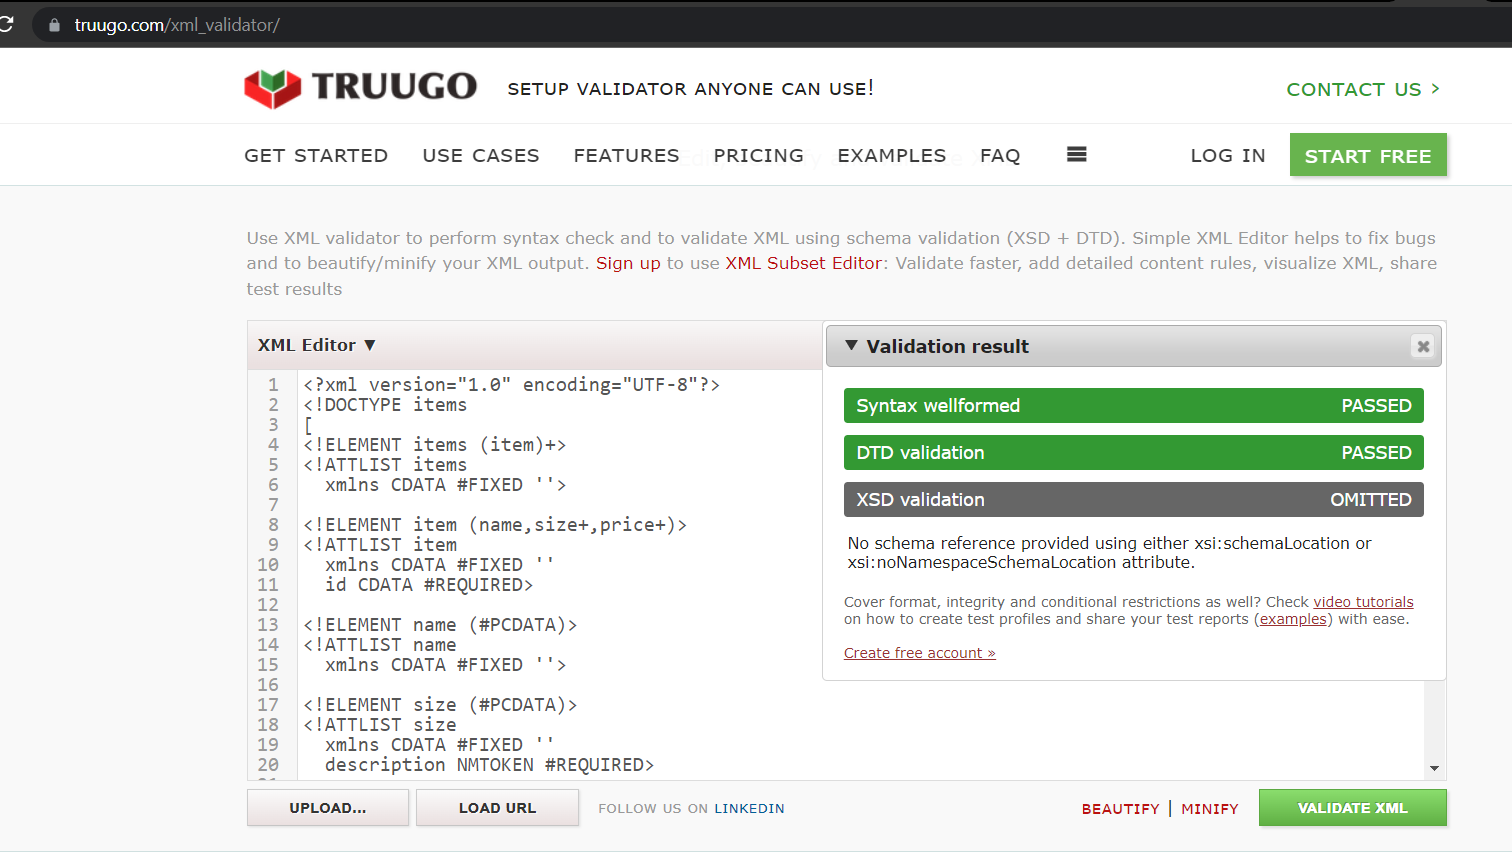 truugo.com/xml_validator/
TRUUGO
SETUP VALIDATOR ANYONE CAN USE!
CONTACT US >
GET STARTED USE CASES FEATURES PRICING EXAMPLES FAQ LOG IN START FREE
Use XML validator to perform syntax check and to validate XML using schema validation (XSD + DTD). Simple XML Editor helps to fix bugs
and to beautify/minify your XML output. Sign up to use XML Subset Editor: Validate faster, add detailed content rules, visualize XML, share
test results
XML Editor ▼
1 <?xml version="1.0" encoding="UTF-8"?>
2 <!DOCTYPE items
3 [
4 <!ELEMENT items (item)+>
5 <!ATTLIST items
6 xmlns CDATA #FIXED ''>
7
8 <!ELEMENT item (name,size+,price+)>
9 <!ATTLIST item
10 xmlns CDATA #FIXED ''
11 id CDATA #REQUIRED>
12
13 <!ELEMENT name (#PCDATA)>
14 <!ATTLIST name
15 xmlns CDATA #FIXED ''>
16
17 <!ELEMENT size (#PCDATA)>
18 <!ATTLIST size
19 xmlns CDATA #FIXED ''
20 description NMTOKEN #REQUIRED>
▼ Validation result
Syntax wellformed PASSED
DTD validation PASSED
XSD validation OMITTED
No schema reference provided using either xsi:schemaLocation or
xsi:noNamespaceSchemaLocation attribute.
Cover format, integrity and conditional restrictions as well? Check video tutorials
on how to create test profiles and share your test reports (examples) with ease.
Create free account »
UPLOAD... LOAD URL FOLLOW US ON LINKEDIN BEAUTIFY | MINIFY VALIDATE XML